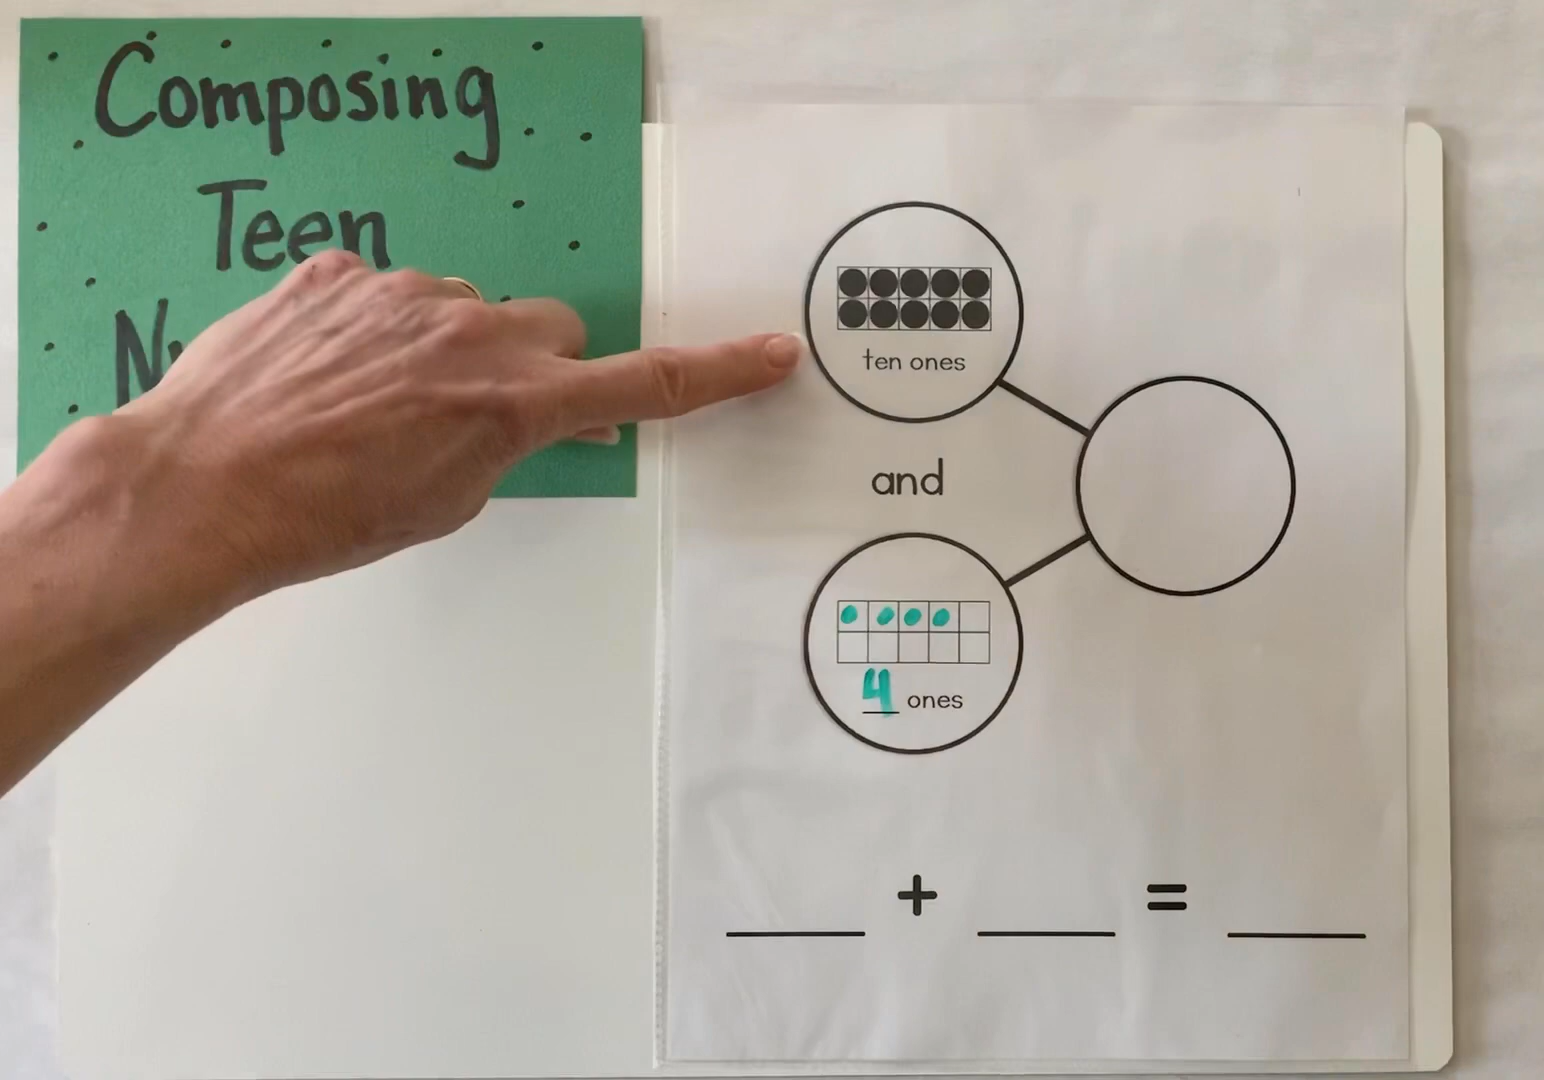 Composing
Teen
ten ones
and
4 ones
+ =